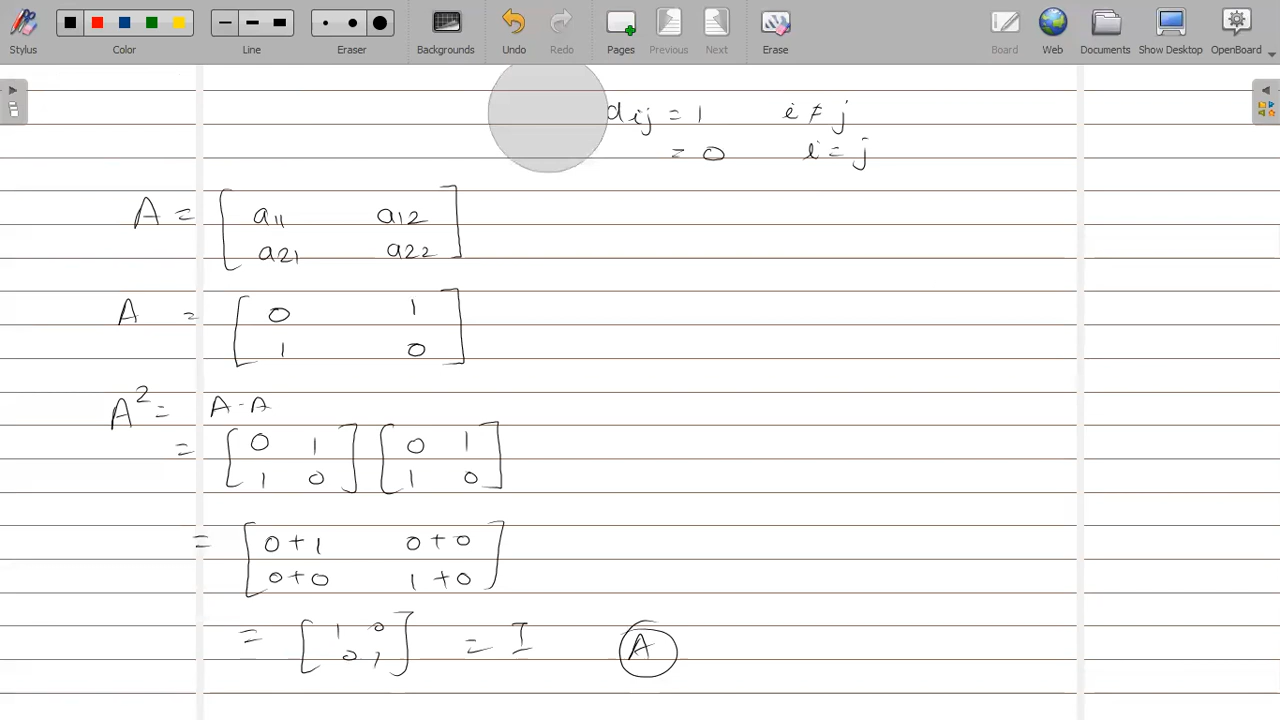 Stylus Color Line Eraser Backgrounds Undo Redo Pages Previous Next Erase Board Web Documents Show Desktop OpenBoard
aij = 1 i ≠ j
= 0 i = j
A = [ a11 a12
a21 a22 ]
A = [ 0 1
1 0 ]
A² = A·A
= [ 0 1 ] [ 0 1 ]
[ 1 0 ] [ 1 0 ]
= [ 0+1 0+0
0+0 1+0 ]
= [ 1 0
0 1 ] = I A